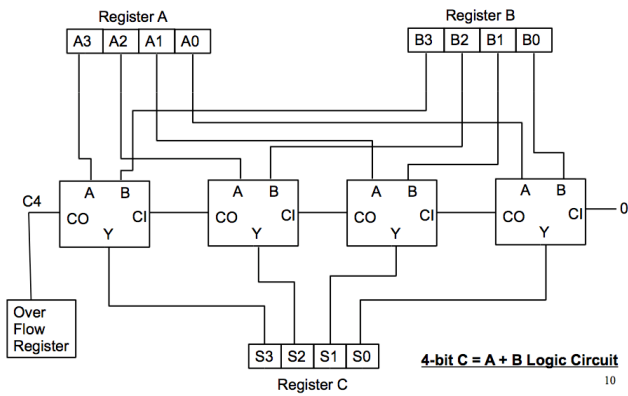 Register A
Register B
A3 A2 A1 A0
B3 B2 B1 B0
A B
A B
A B
A B
C4
CO CI
CO CI
CO CI
CO CI
0
Y
Y
Y
Y
Over
Flow
Register
S3 S2 S1 S0
4-bit C = A + B Logic Circuit
Register C
10